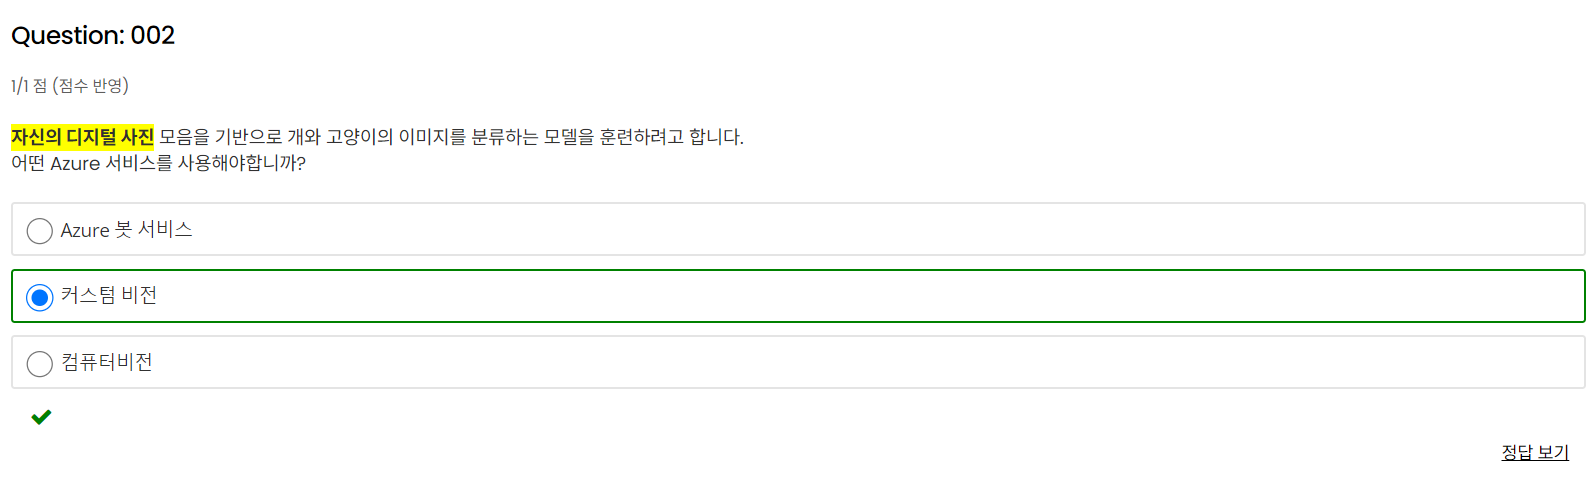 Question: 002
1/1 점 (점수 반영)
자신의 디지털 사진 모음을 기반으로 개와 고양이의 이미지를 분류하는 모델을 훈련하려고 합니다.
어떤 Azure 서비스를 사용해야합니까?
Azure 봇 서비스
커스텀 비전
컴퓨터비전
정답 보기